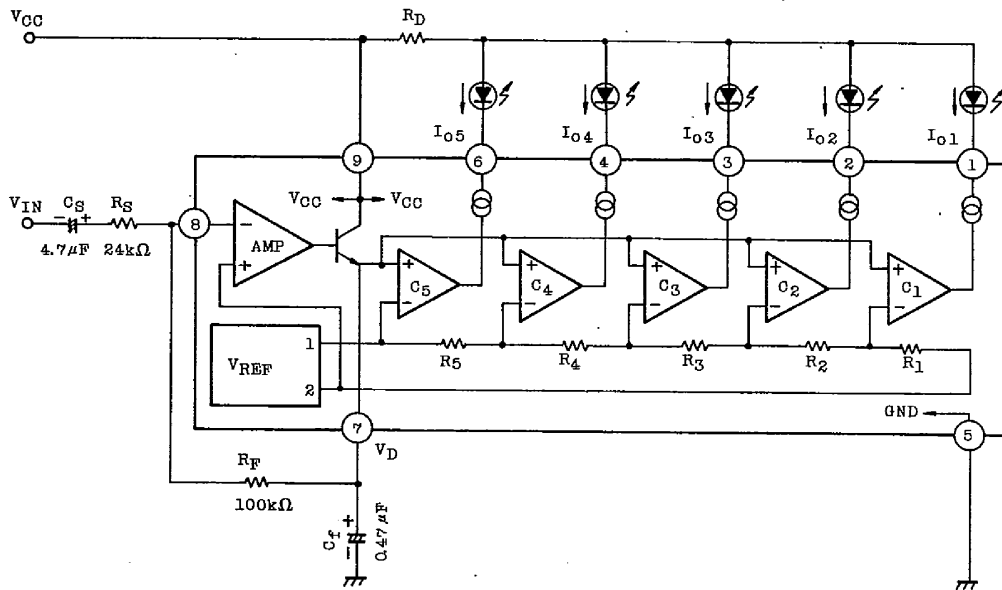 VCC
RD
Io5
Io4
Io3
Io2
Io1
9
6
4
3
2
1
VCC
VCC
VIN
CS
RS
8
−
+
4.7μF
24kΩ
−
AMP
+
+
C5
−
+
C4
−
+
C3
−
+
C2
−
+
C1
−
VREF
1
2
R5
R4
R3
R2
R1
GND
7
VD
5
RF
100kΩ
Cf
+
−
0.47μF